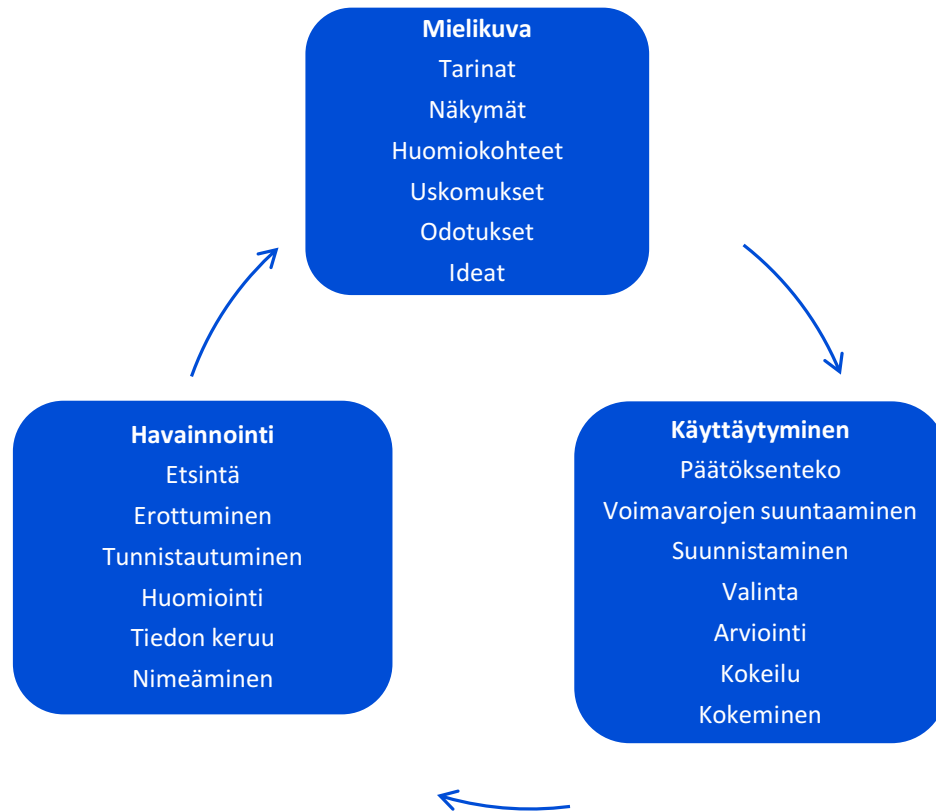 Mielikuva
Tarinat
Näkymät
Huomiokohteet
Uskomukset
Odotukset
Ideat
Havainnointi
Etsintä
Erottuminen
Tunnistautuminen
Huomiointi
Tiedon keruu
Nimeäminen
Käyttäytyminen
Päätöksenteko
Voimavarojen suuntaaminen
Suunnistaminen
Valinta
Arviointi
Kokeilu
Kokeminen